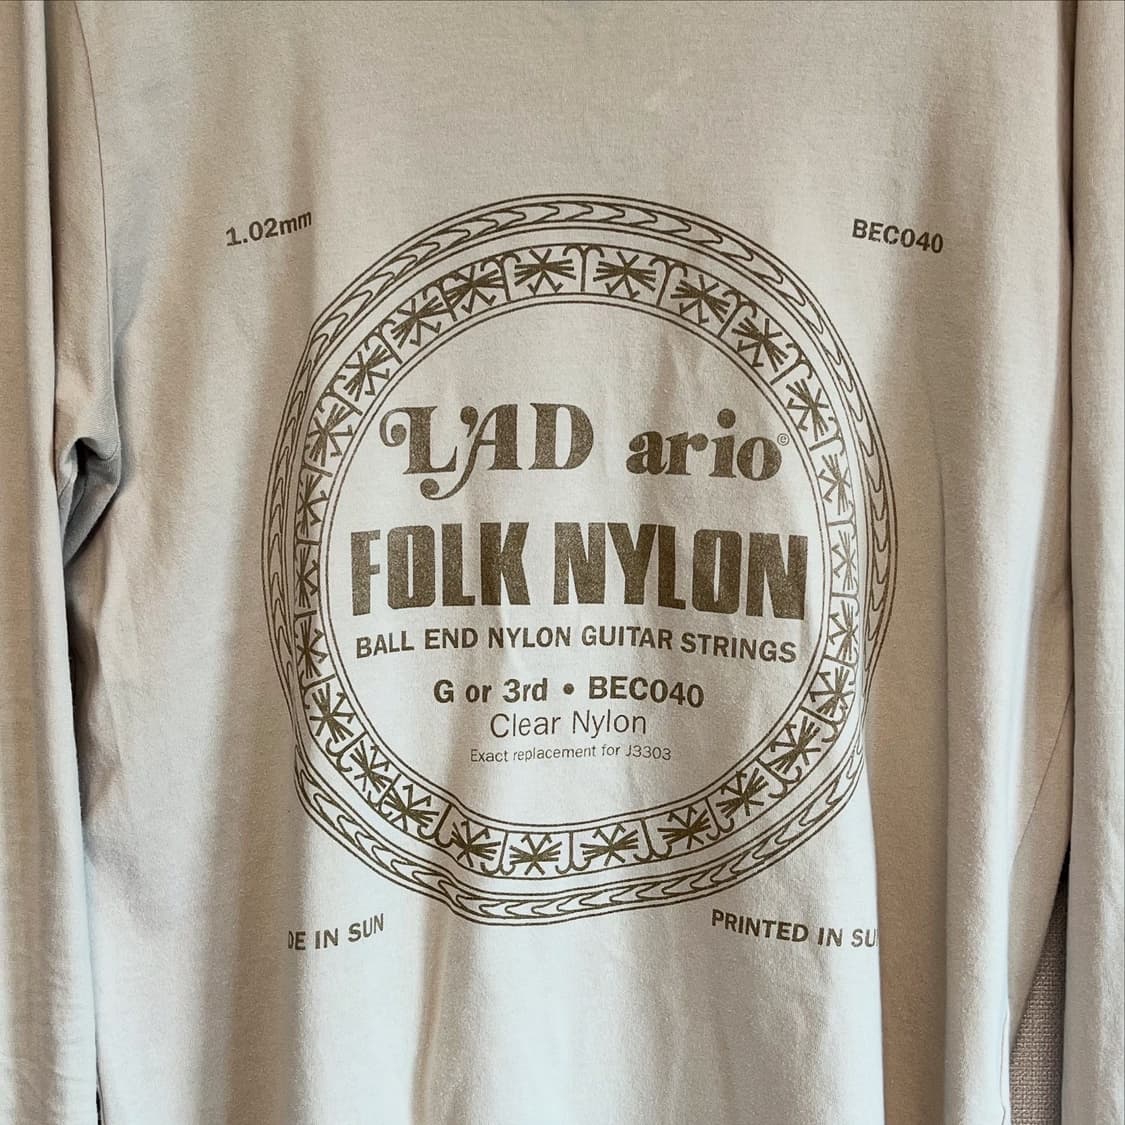 1.02mm
BEC040
L'AD ario©
FOLK NYLON
BALL END NYLON GUITAR STRINGS
G or 3rd • BEC040
Clear Nylon
Exact replacement for J3303
DE IN SUN
PRINTED IN SU